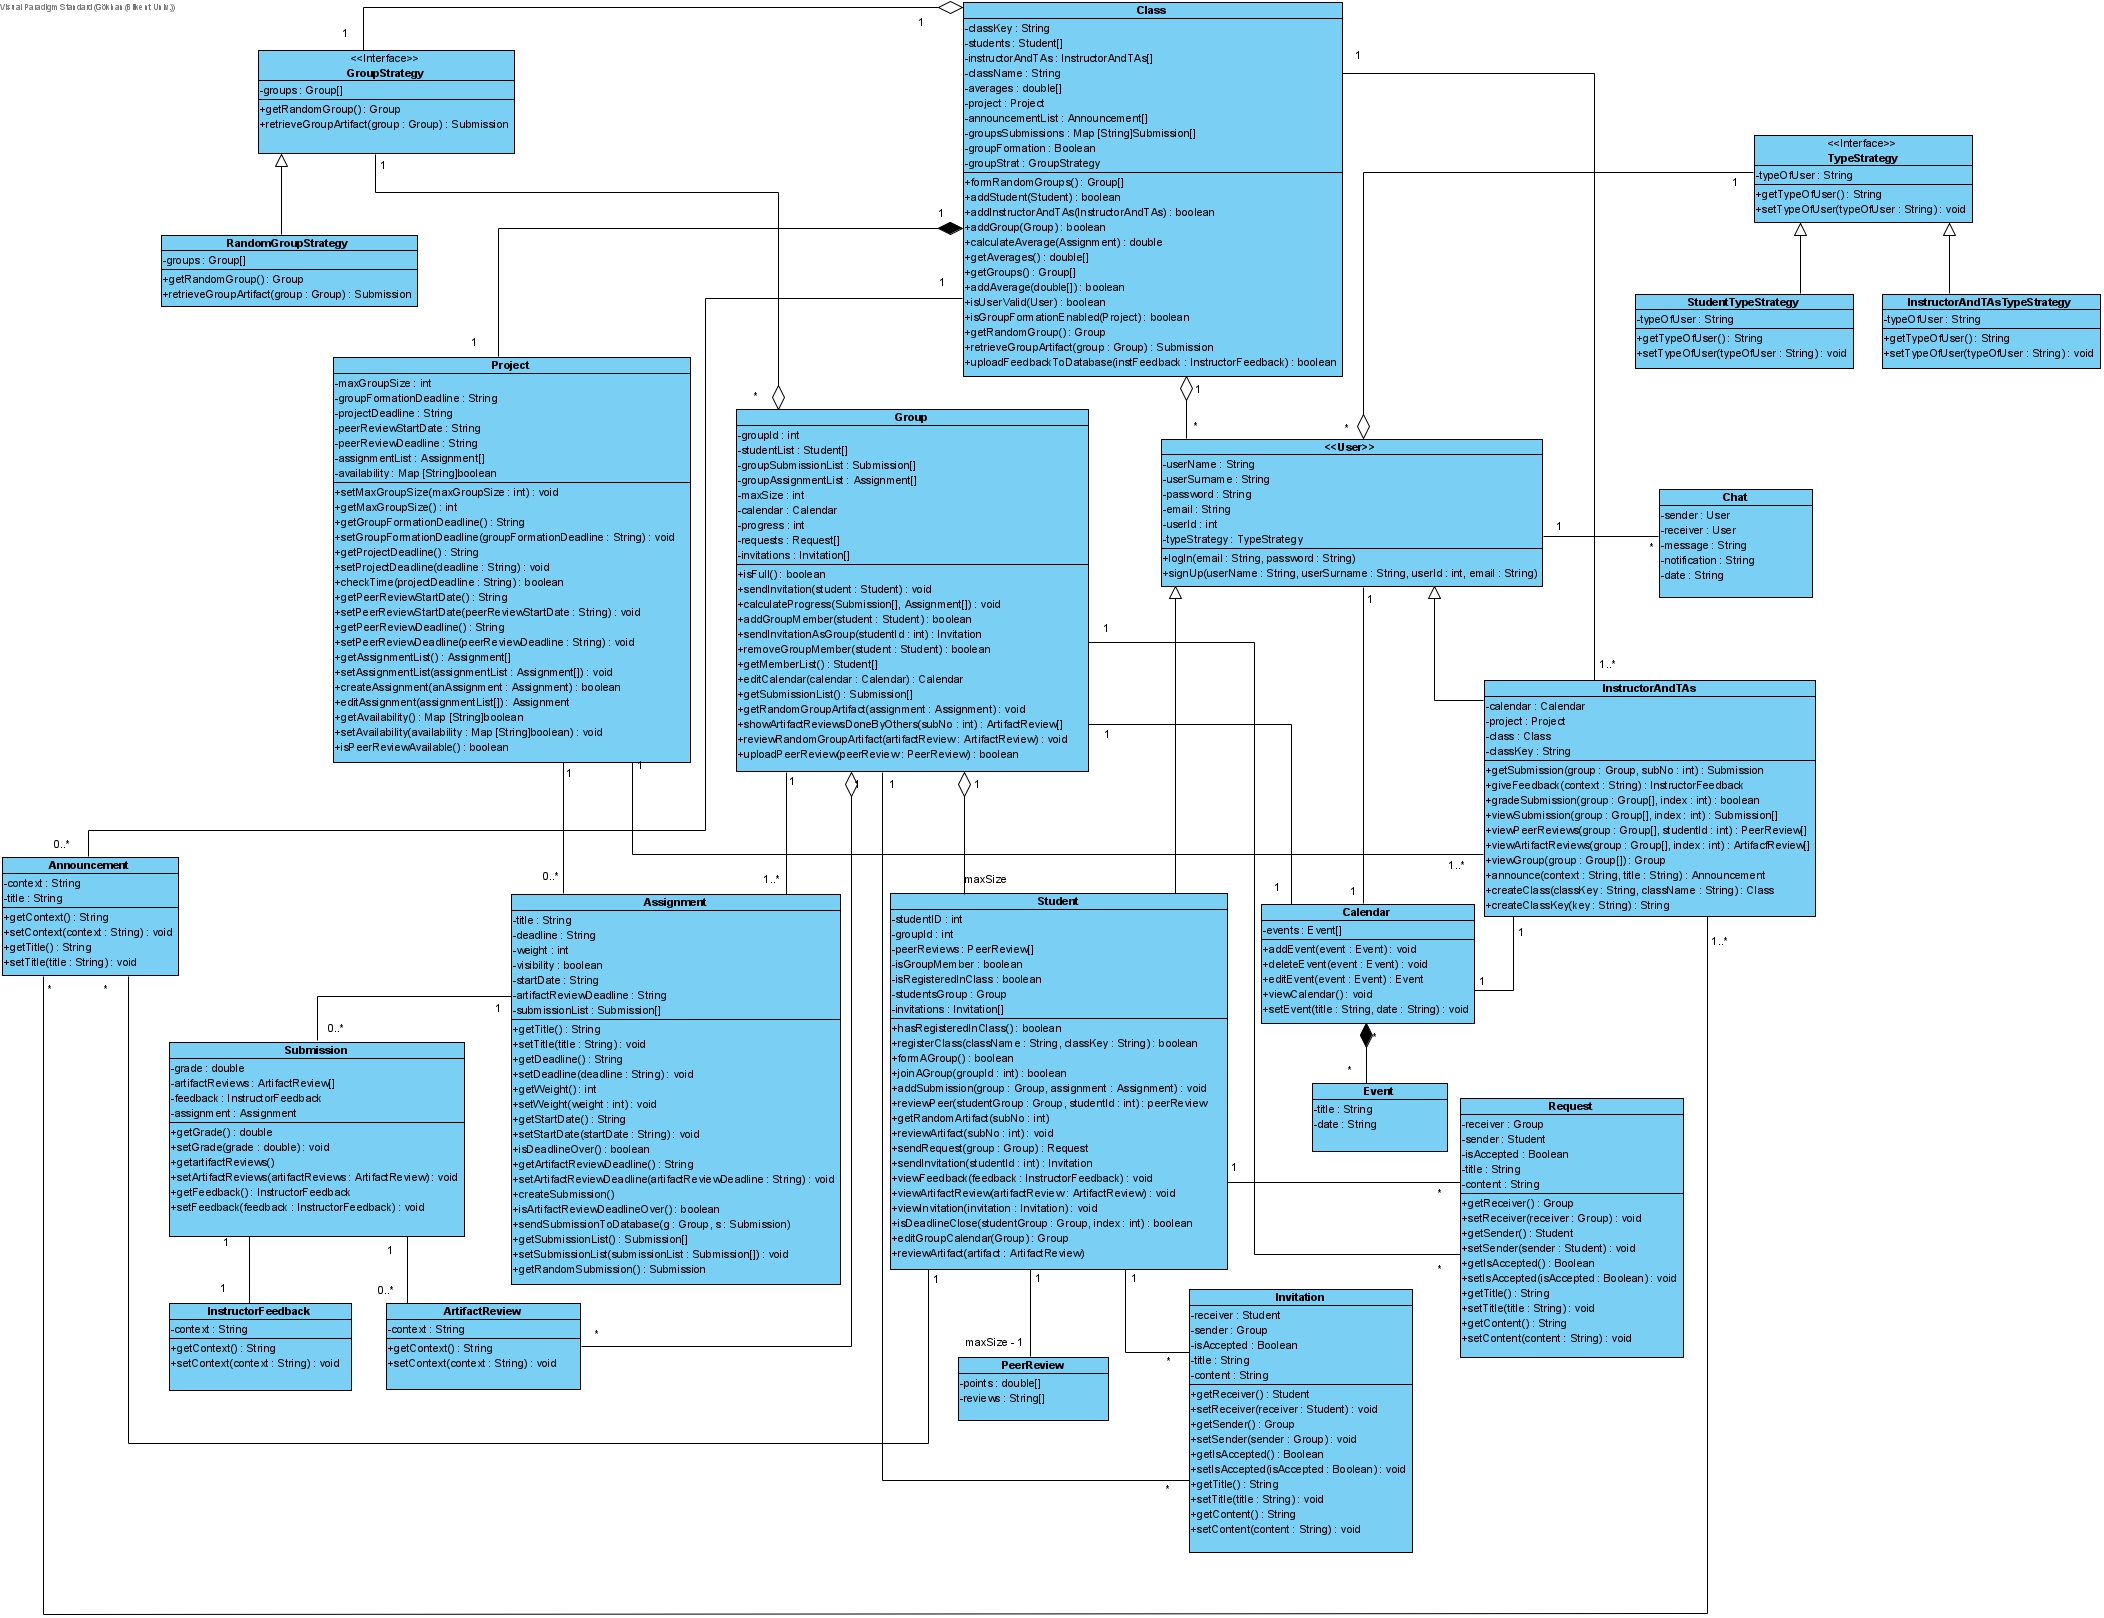 Visual Paradigm Standard (Gökhan (Bilkent Univ.))
Class
-classKey : String
-students : Student[]
-instructorAndTAs : InstructorAndTAs[]
-className : String
-averages : double[]
-project : Project
-announcementList : Announcement[]
-groupsSubmissions : Map [String]Submission[]
-groupFormation : Boolean
-groupStrat : GroupStrategy
+formRandomGroups() : Group[]
+addStudent(Student) : boolean
+addInstructorAndTAs(InstructorAndTAs) : boolean
+addGroup(Group) : boolean
+calculateAverage(Assignment) : double
+getAverages() : double[]
+getGroups() : Group[]
+addAverage(double[]) : boolean
+isUserValid(User) : boolean
+isGroupFormationEnabled(Project) : boolean
+getRandomGroup() : Group
+retrieveGroupArtifact(group : Group) : Submission
+uploadFeedbackToDatabase(instFeedback : InstructorFeedback) : boolean
1
1
1
1
1
1
*
<<Interface>>
GroupStrategy
-groups : Group[]
+getRandomGroup() : Group
+retrieveGroupArtifact(group : Group) : Submission
1
*
RandomGroupStrategy
-groups : Group[]
+getRandomGroup() : Group
+retrieveGroupArtifact(group : Group) : Submission
<<Interface>>
TypeStrategy
-typeOfUser : String
+getTypeOfUser() : String
+setTypeOfUser(typeOfUser : String) : void
1
*
StudentTypeStrategy
-typeOfUser : String
+getTypeOfUser() : String
+setTypeOfUser(typeOfUser : String) : void
InstructorAndTAsTypeStrategy
-typeOfUser : String
+getTypeOfUser() : String
+setTypeOfUser(typeOfUser : String) : void
1
Project
-maxGroupSize : int
-groupFormationDeadline : String
-projectDeadline : String
-peerReviewStartDate : String
-peerReviewDeadline : String
-assignmentList : Assignment[]
-availability : Map [String]boolean
+setMaxGroupSize(maxGroupSize : int) : void
+getMaxGroupSize() : int
+getGroupFormationDeadline() : String
+setGroupFormationDeadline(groupFormationDeadline : String) : void
+getProjectDeadline() : String
+setProjectDeadline(deadline : String) : void
+checkTime(projectDeadline : String) : boolean
+getPeerReviewStartDate() : String
+setPeerReviewStartDate(peerReviewStartDate : String) : void
+getPeerReviewDeadline() : String
+setPeerReviewDeadline(peerReviewDeadline : String) : void
+getAssignmentList() : Assignment[]
+setAssignmentList(assignmentList : Assignment[]) : void
+createAssignment(anAssignment : Assignment) : boolean
+editAssignment(assignmentList[]) : Assignment
+getAvailability() : Map [String]boolean
+setAvailability(availability : Map [String]boolean) : void
+isPeerReviewAvailable() : boolean
1
1
Group
-groupId : int
-studentList : Student[]
-groupSubmissionList : Submission[]
-groupAssignmentList : Assignment[]
-maxSize : int
-calendar : Calendar
-progress : int
-requests : Request[]
-invitations : Invitation[]
+isFull() : boolean
+sendInvitation(student : Student) : void
+calculateProgress(Submission[], Assignment[]) : void
+addGroupMember(student : Student) : boolean
+sendInvitationAsGroup(studentId : int) : Invitation
+removeGroupMember(student : Student) : boolean
+getMemberList() : Student[]
+editCalendar(calendar : Calendar) : Calendar
+getSubmissionList() : Submission[]
+getRandomGroupArtifact(assignment : Assignment) : void
+showArtifactReviewsDoneByOthers(subNo : int) : ArtifactReview[]
+reviewRandomGroupArtifact(artifactReview : ArtifactReview) : void
+uploadPeerReview(peerReview : PeerReview) : boolean
1
1
1
1
1
1
<<User>>
-userName : String
-userSurname : String
-password : String
-email : String
-userId : int
-typeStrategy : TypeStrategy
+logIn(email : String, password : String)
+signUp(userName : String, userSurname : String, userId : int, email : String)
1
*
1
Chat
-sender : User
-receiver : User
-message : String
-notification : String
-date : String
1..*
InstructorAndTAs
-calendar : Calendar
-project : Project
-class : Class
-classKey : String
+getSubmission(group : Group, subNo : int) : Submission
+giveFeedback(context : String) : InstructorFeedback
+gradeSubmission(group : Group[], index : int) : boolean
+viewSubmission(group : Group[], index : int) : Submission[]
+viewPeerReviews(group : Group[], studentId : int) : PeerReview[]
+viewArtifactReviews(group : Group[], index : int) : ArtifacfReview[]
+viewGroup(group : Group[]) : Group
+announce(context : String, title : String) : Announcement
+createClass(classKey : String, className : String) : Class
+createClassKey(key : String) : String
1..*
1
1..*
0..*
Announcement
-context : String
-title : String
+getContext() : String
+setContext(context : String) : void
+getTitle() : String
+setTitle(title : String) : void
*
*
0..*
1..*
Assignment
-title : String
-deadline : String
-weight : int
-visibility : boolean
-startDate : String
-artifactReviewDeadline : String
-submissionList : Submission[]
+getTitle() : String
+setTitle(title : String) : void
+getDeadline() : String
+setDeadline(deadline : String) : void
+getWeight() : int
+setWeight(weight : int) : void
+getStartDate() : String
+setStartDate(startDate : String) : void
+isDeadlineOver() : boolean
+getArtifactReviewDeadline() : String
+setArtifactReviewDeadline(artifactReviewDeadline : String) : void
+createSubmission()
+isArtifactReviewDeadlineOver() : boolean
+sendSubmissionToDatabase(g : Group, s : Submission)
+getSubmissionList() : Submission[]
+setSubmissionList(submissionList : Submission[]) : void
+getRandomSubmission() : Submission
1
0..*
maxSize
Student
-studentID : int
-groupId : int
-peerReviews : PeerReview[]
-isGroupMember : boolean
-isRegisteredInClass : boolean
-studentsGroup : Group
-invitations : Invitation[]
+hasRegisteredInClass() : boolean
+registerClass(className : String, classKey : String) : boolean
+formAGroup() : boolean
+joinAGroup(groupId : int) : boolean
+addSubmission(group : Group, assignment : Assignment) : void
+reviewPeer(studentGroup : Group, studentId : int) : peerReview
+getRandomArtifact(subNo : int)
+reviewArtifact(subNo : int) : void
+sendRequest(group : Group) : Request
+sendInvitation(studentId : int) : Invitation
+viewFeedback(feedback : InstructorFeedback) : void
+viewArtifactReview(artifactReview : ArtifactReview) : void
+viewInvitation(invitation : Invitation) : void
+isDeadlineClose(studentGroup : Group, index : int) : boolean
+editGroupCalendar(Group) : Group
+reviewArtifact(artifact : ArtifactReview)
1
1
1
1
1
1
Calendar
-events : Event[]
+addEvent(event : Event) : void
+deleteEvent(event : Event) : void
+editEvent(event : Event) : Event
+viewCalendar() : void
+setEvent(title : String, date : String) : void
1
*
*
Event
-title : String
-date : String
Submission
-grade : double
-artifactReviews : ArtifactReview[]
-feedback : InstructorFeedback
-assignment : Assignment
+getGrade() : double
+setGrade(grade : double) : void
+getartifactReviews()
+setArtifactReviews(artifactReviews : ArtifactReview) : void
+getFeedback() : InstructorFeedback
+setFeedback(feedback : InstructorFeedback) : void
1
1
1
0..*
InstructorFeedback
-context : String
+getContext() : String
+setContext(context : String) : void
ArtifactReview
-context : String
+getContext() : String
+setContext(context : String) : void
*
maxSize - 1
PeerReview
-points : double[]
-reviews : String[]
*
*
Request
-receiver : Group
-sender : Student
-isAccepted : Boolean
-title : String
-content : String
+getReceiver() : Group
+setReceiver(receiver : Group) : void
+getSender() : Student
+setSender(sender : Student) : void
+getIsAccepted() : Boolean
+setIsAccepted(isAccepted : Boolean) : void
+getTitle() : String
+setTitle(title : String) : void
+getContent() : String
+setContent(content : String) : void
*
*
Invitation
-receiver : Student
-sender : Group
-isAccepted : Boolean
-title : String
-content : String
+getReceiver() : Student
+setReceiver(receiver : Student) : void
+getSender() : Group
+setSender(sender : Group) : void
+getIsAccepted() : Boolean
+setIsAccepted(isAccepted : Boolean) : void
+getTitle() : String
+setTitle(title : String) : void
+getContent() : String
+setContent(content : String) : void